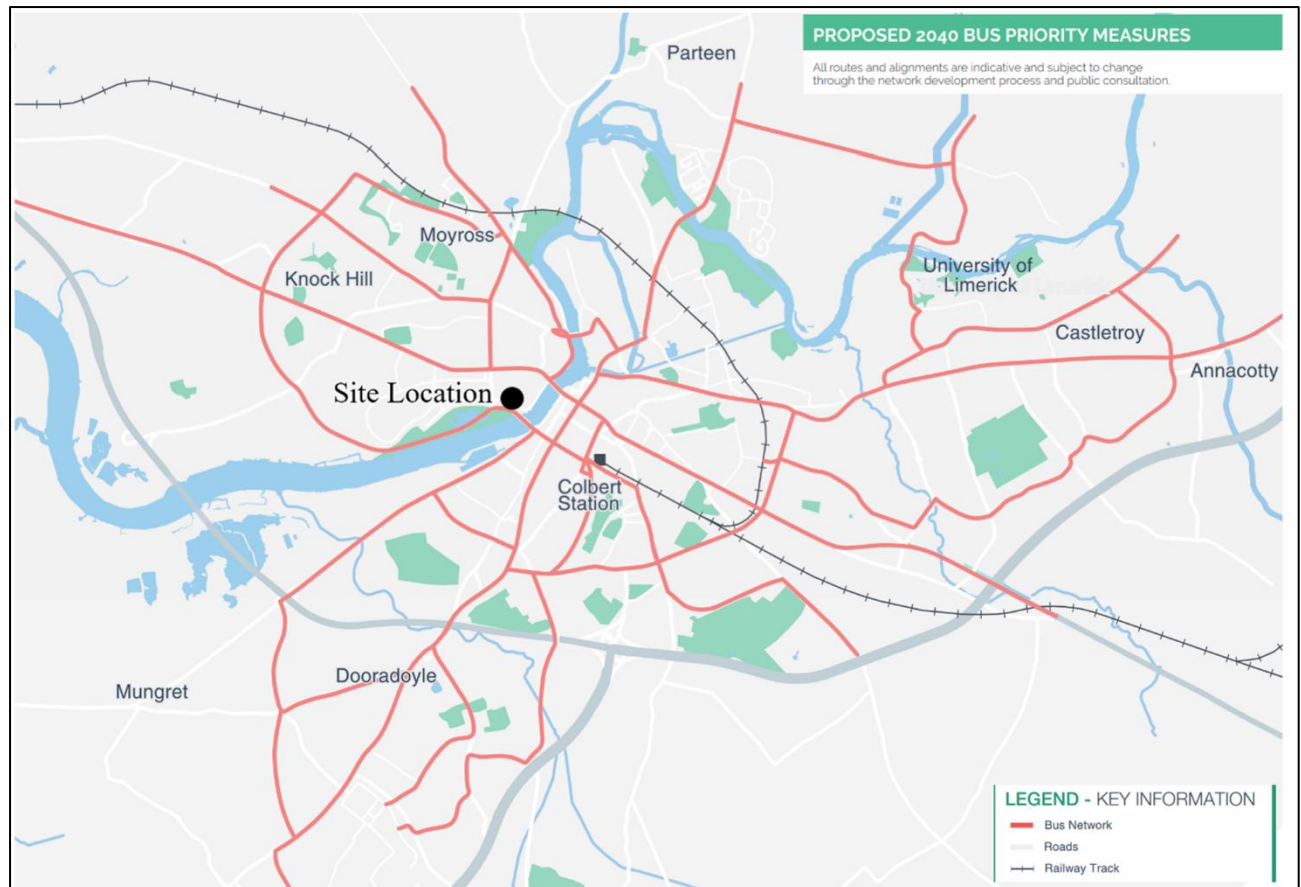 PROPOSED 2040 BUS PRIORITY MEASURES
All routes and alignments are indicative and subject to change
through the network development process and public consultation.
Parteen
Moyross
Knock Hill
University of
Limerick
Castletroy
Annacotty
Site Location
Colbert
Station
Dooradoyle
Mungret
LEGEND - KEY INFORMATION
Bus Network
Roads
Railway Track